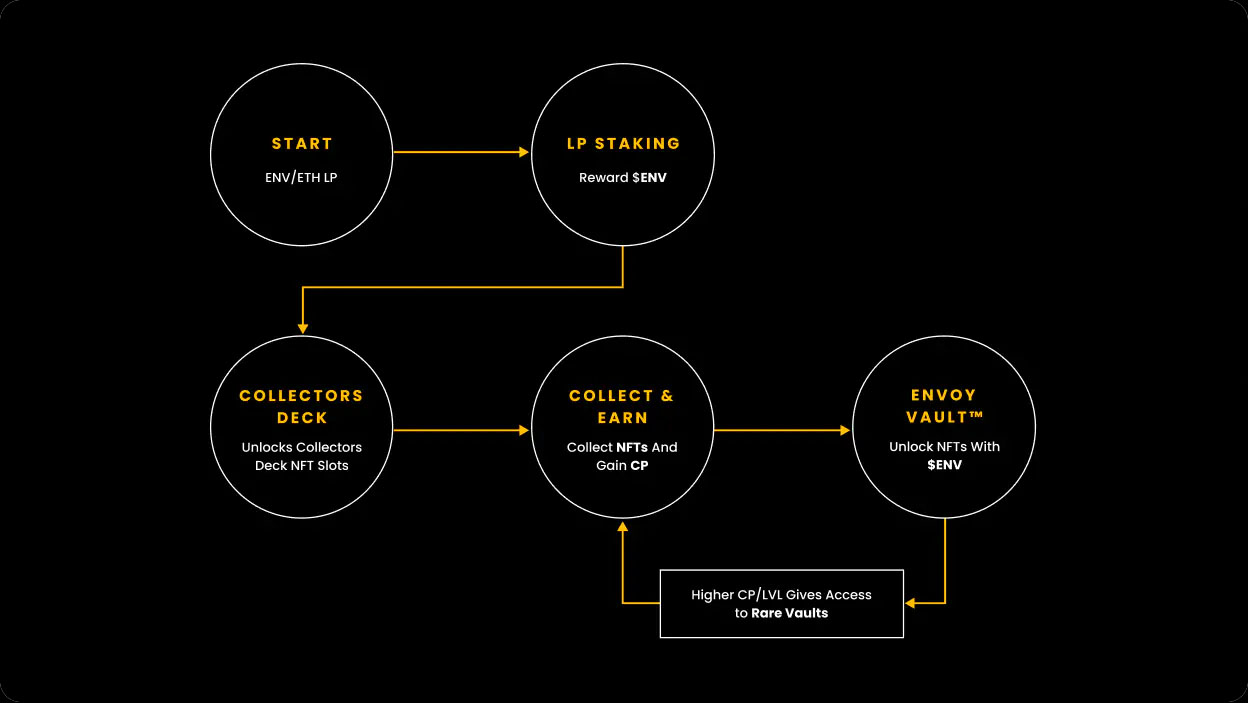 START
ENV/ETH LP
LP STAKING
Reward $ENV
COLLECTORS
DECK
Unlocks Collectors
Deck NFT Slots
COLLECT &
EARN
Collect NFTs And
Gain CP
ENVOY
VAULT™
Unlock NFTs With
$ENV
Higher CP/LVL Gives Access
to Rare Vaults